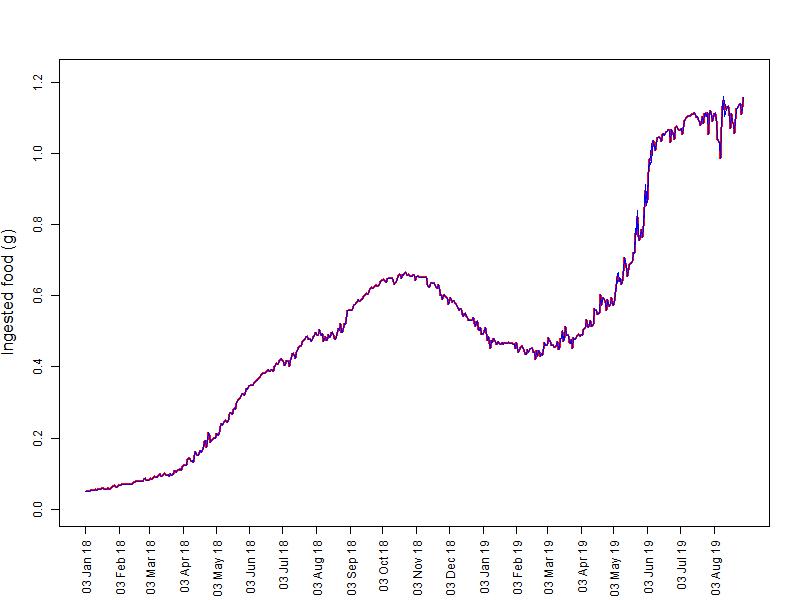 Ingested food (g)
1.2
1.0
0.8
0.6
0.4
0.2
0.0
03 Jan 18
03 Feb 18
03 Mar 18
03 Apr 18
03 May 18
03 Jun 18
03 Jul 18
03 Aug 18
03 Sep 18
03 Oct 18
03 Nov 18
03 Dec 18
03 Jan 19
03 Feb 19
03 Mar 19
03 Apr 19
03 May 19
03 Jun 19
03 Jul 19
03 Aug 19